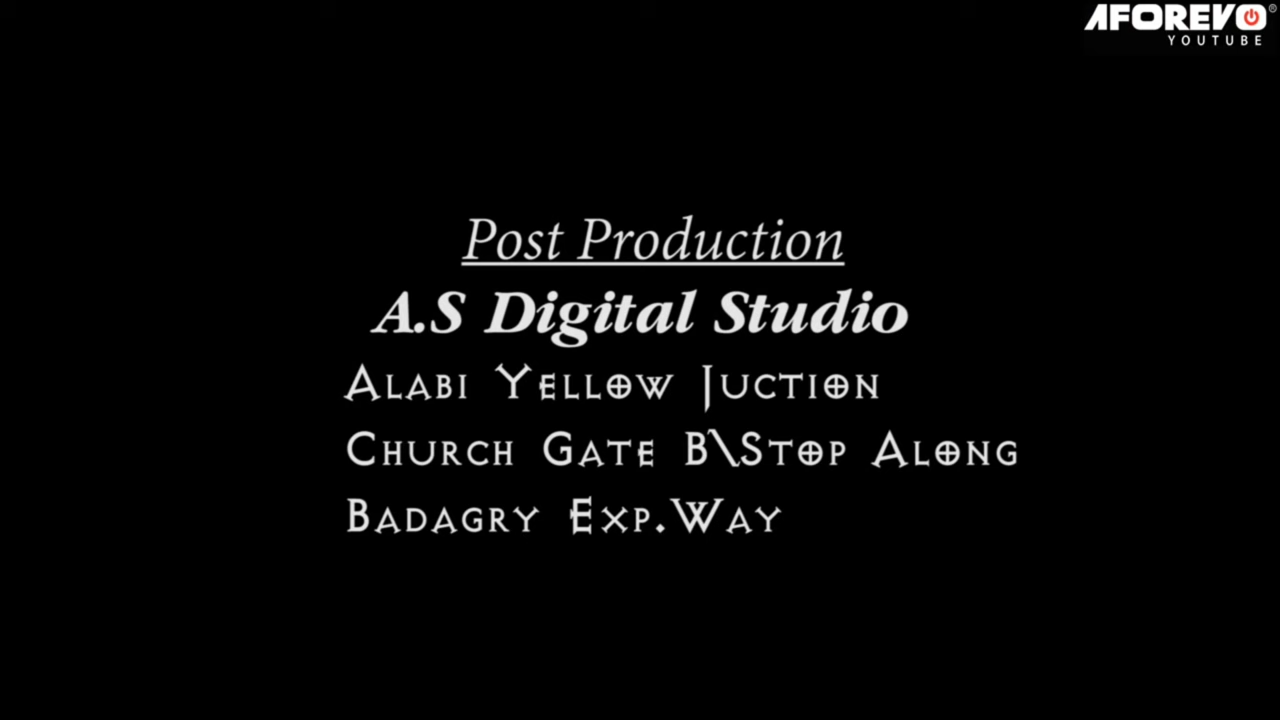 AFOREVO®
YOUTUBE
Post Production
A.S Digital Studio
Alabi Yellow Juction
Church Gate B\Stop Along
Badagry Exp.Way